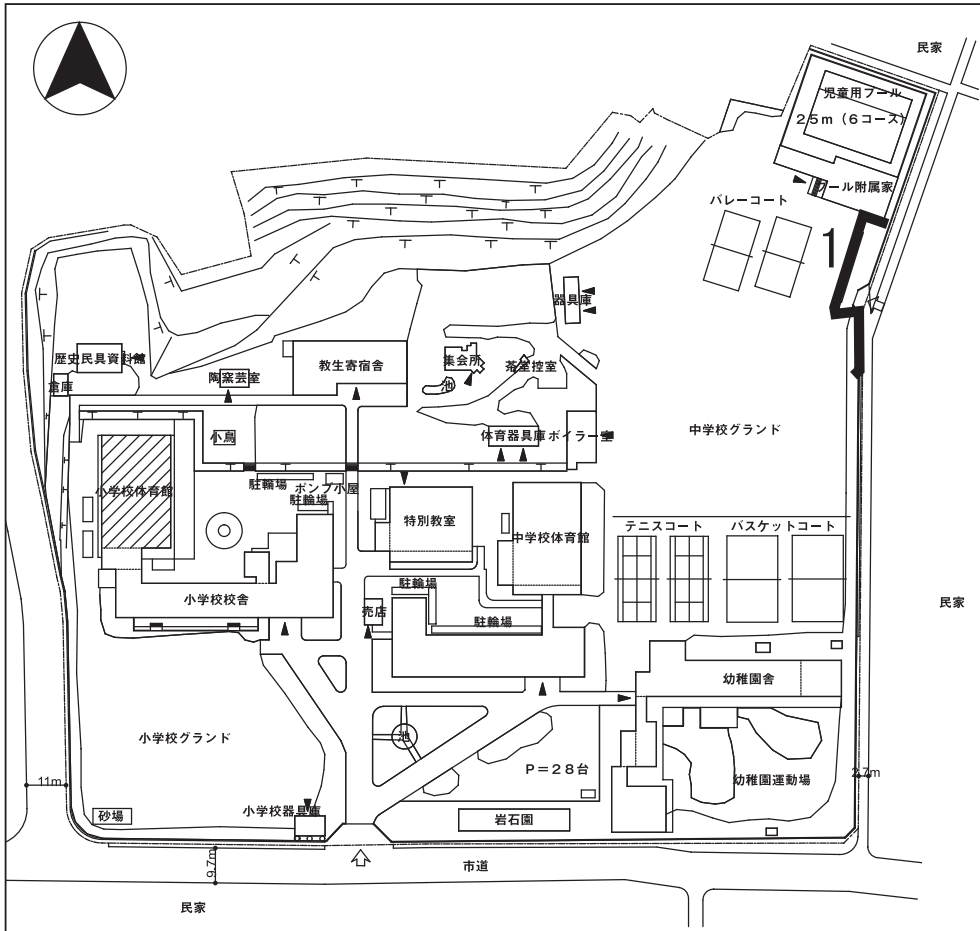 民家
児童用プール
25m(6コース)
プール附属家
バレーコート
1
器具庫
歴史民具資料館
倉庫
陶窯芸室
教生寄宿舎
集会所
池
茶室控室
小鳥
体育器具庫
ボイラー室
中学校グランド
小学校体育館
駐輪場
ポンプ小屋
駐輪場
特別教室
中学校体育館
テニスコート
バスケットコート
小学校校舎
駐輪場
売店
駐輪場
民家
幼稚園舎
小学校グランド
池
P=28台
幼稚園運動場
11m
2.7m
砂場
小学校器具庫
岩石園
9.7m
市道
民家